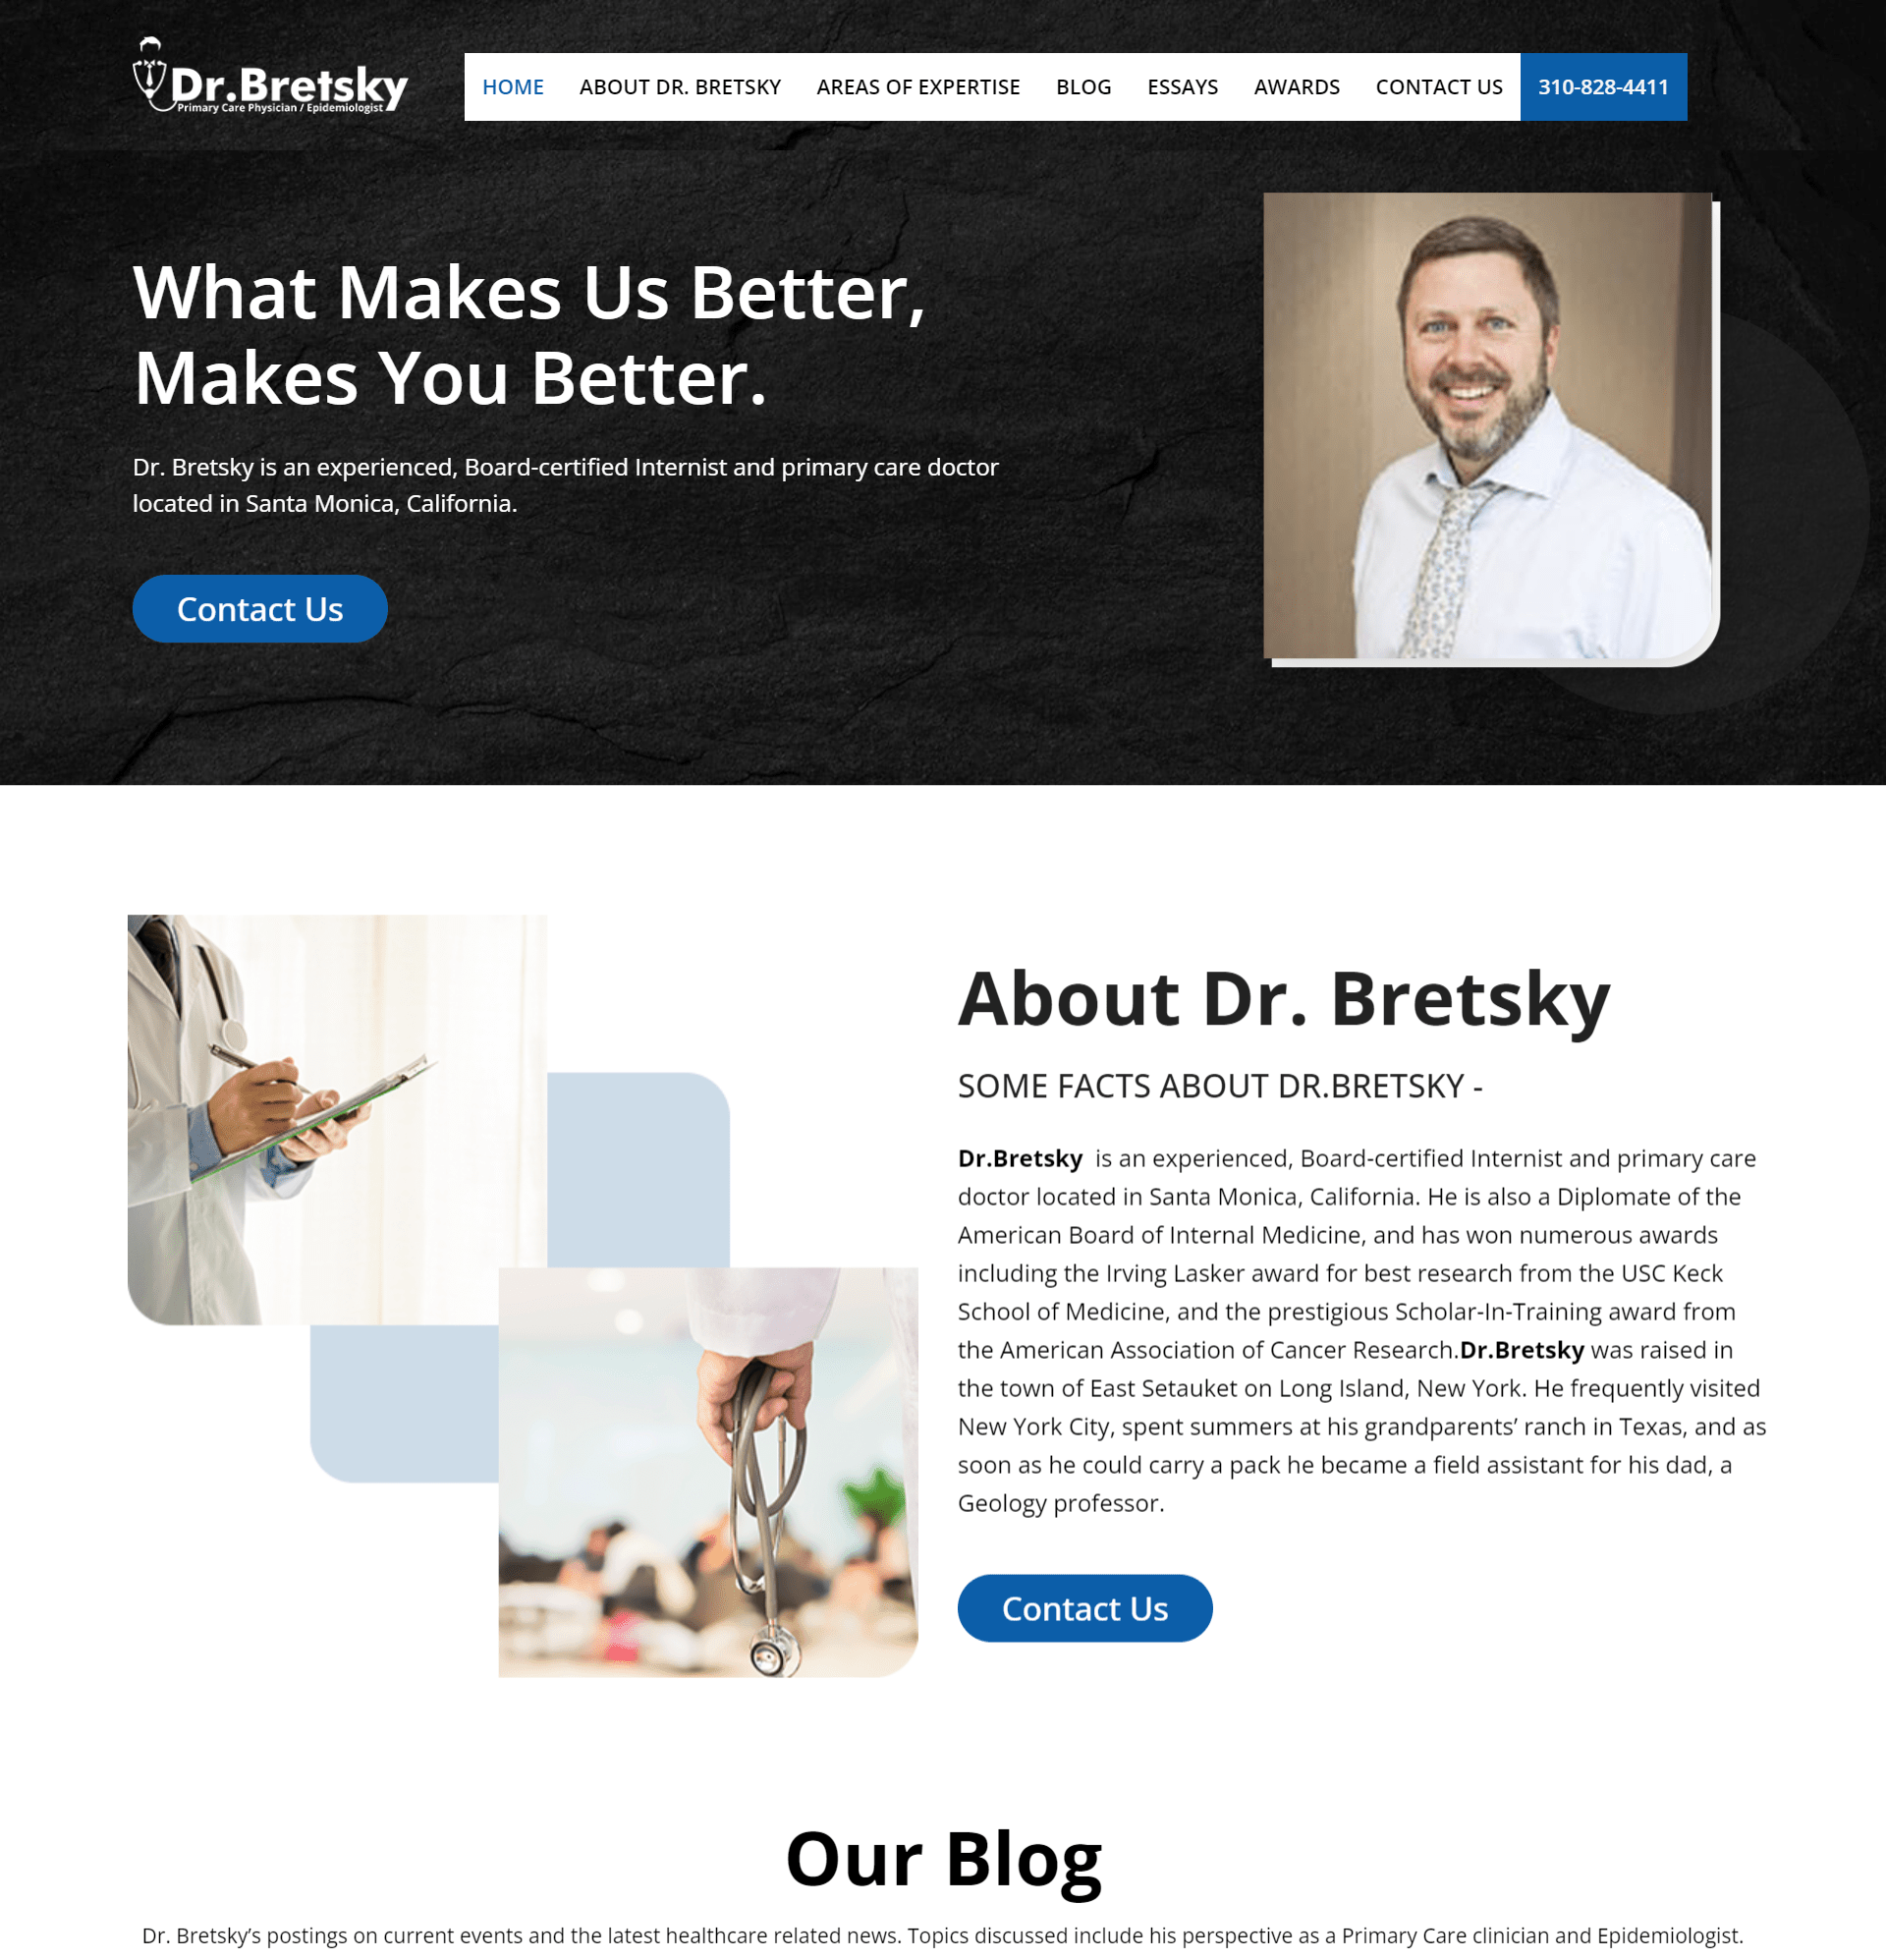 Dr.Bretsky
Primary Care Physician / Epidemiologist
HOME ABOUT DR. BRETSKY AREAS OF EXPERTISE BLOG ESSAYS AWARDS CONTACT US 310-828-4411
What Makes Us Better,
Makes You Better.
Dr. Bretsky is an experienced, Board-certified Internist and primary care doctor
located in Santa Monica, California.
Contact Us
About Dr. Bretsky
SOME FACTS ABOUT DR.BRETSKY -
Dr.Bretsky is an experienced, Board-certified Internist and primary care
doctor located in Santa Monica, California. He is also a Diplomate of the
American Board of Internal Medicine, and has won numerous awards
including the Irving Lasker award for best research from the USC Keck
School of Medicine, and the prestigious Scholar-In-Training award from
the American Association of Cancer Research.Dr.Bretsky was raised in
the town of East Setauket on Long Island, New York. He frequently visited
New York City, spent summers at his grandparents’ ranch in Texas, and as
soon as he could carry a pack he became a field assistant for his dad, a
Geology professor.
Contact Us
Our Blog
Dr. Bretsky’s postings on current events and the latest healthcare related news. Topics discussed include his perspective as a Primary Care clinician and Epidemiologist.